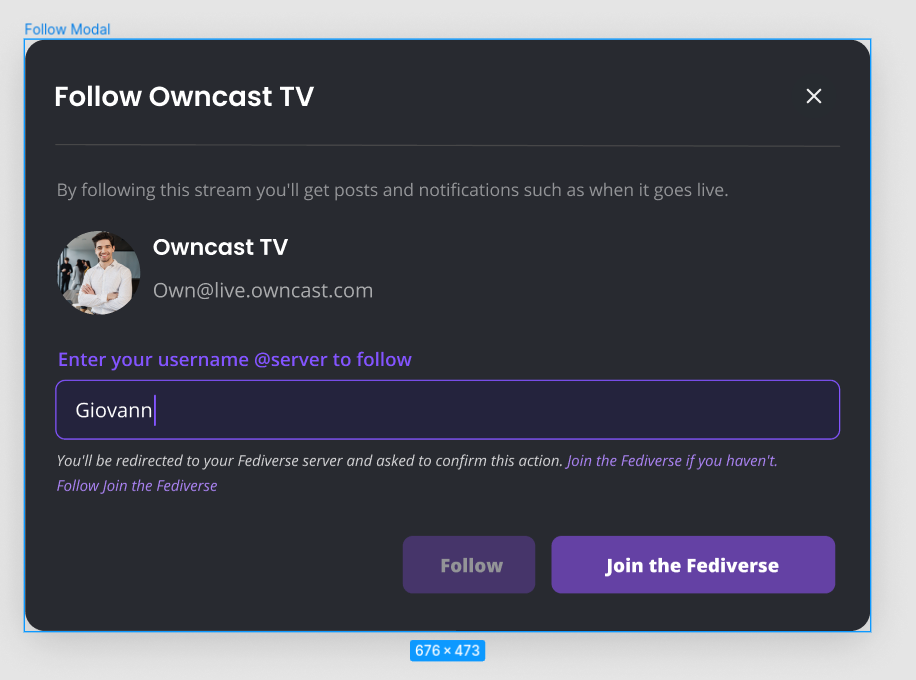 Follow Modal
Follow Owncast TV
By following this stream you'll get posts and notifications such as when it goes live.
Owncast TV
Own@live.owncast.com
Enter your username @server to follow
Giovann
You'll be redirected to your Fediverse server and asked to confirm this action. Join the Fediverse if you haven't.
Follow Join the Fediverse
Follow
Join the Fediverse
676 × 473